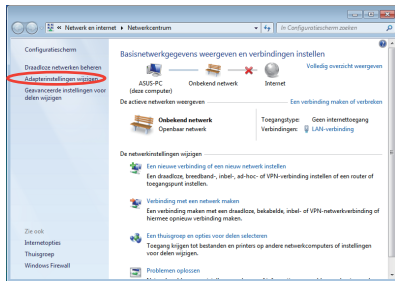 « Netwerk en internet ▸ Netwerkcentrum
In Configuratiescherm zoeken
Configuratiescherm
Draadloze netwerken beheren
Adapterinstellingen wijzigen
Geavanceerde instellingen voor
delen wijzigen
Zie ook
Internetopties
Thuisgroep
Windows Firewall
Basisnetwerkgegevens weergeven en verbindingen instellen
Volledig overzicht weergeven
ASUS-PC
(deze computer)
Onbekend netwerk
Internet
De actieve netwerken weergeven
Een verbinding maken of verbreken
Onbekend netwerk
Openbaar netwerk
Toegangstype: Geen internettoegang
Verbindingen: LAN-verbinding
De netwerkinstellingen wijzigen
Een nieuwe verbinding of een nieuw netwerk instellen
Een draadloze, breedband-, inbel-, ad-hoc- of VPN-verbinding instellen of een router of
toegangspunt instellen.
Verbinding met een netwerk maken
Een verbinding maken met een draadloze, bekabelde, inbel- of VPN-netwerkverbinding of
hiermee opnieuw verbinding maken.
Een thuisgroep en opties voor delen selecteren
Toegang krijgen tot bestanden en printers op andere netwerkcomputers of instellingen
voor delen wijzigen.
Problemen oplossen